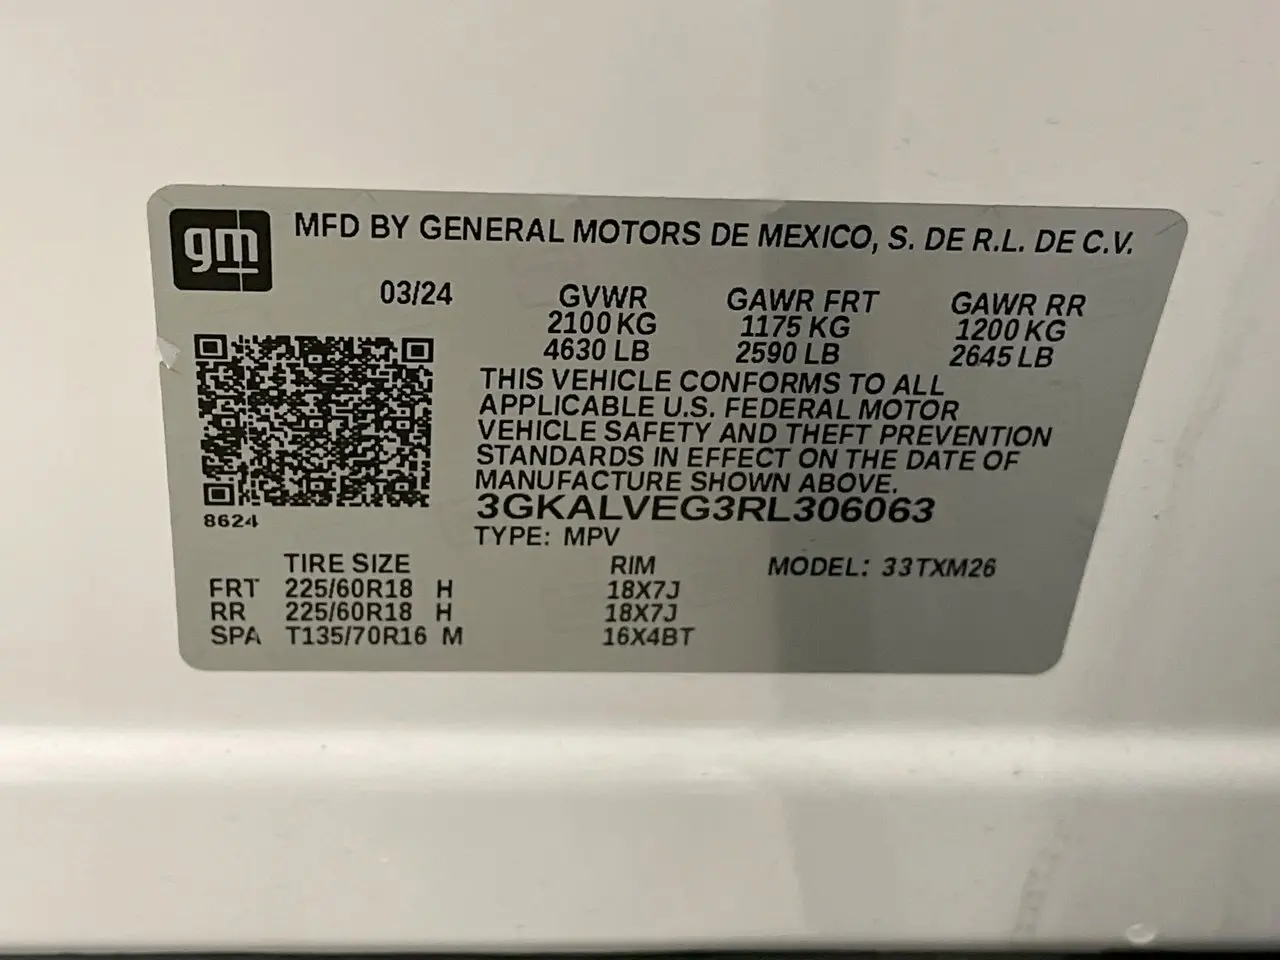 gm MFD BY GENERAL MOTORS DE MEXICO, S. DE R.L. DE C.V.
03/24 GVWR GAWR FRT GAWR RR
2100 KG 1175 KG 1200 KG
4630 LB 2590 LB 2645 LB
THIS VEHICLE CONFORMS TO ALL
APPLICABLE U.S. FEDERAL MOTOR
VEHICLE SAFETY AND THEFT PREVENTION
STANDARDS IN EFFECT ON THE DATE OF
MANUFACTURE SHOWN ABOVE.
3GKALVEG3RL306063
8624
TYPE: MPV
TIRE SIZE RIM MODEL: 33TXM26
FRT 225/60R18 H 18X7J
RR 225/60R18 H 18X7J
SPA T135/70R16 M 16X4BT